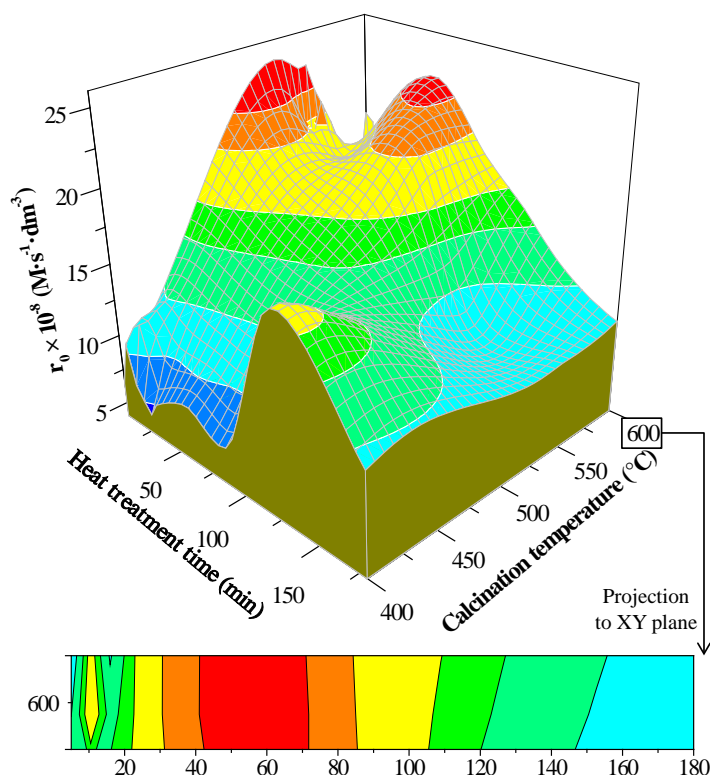 25
20
15
10
5
r₀ × 10⁻⁸ (M·s⁻¹·dm⁻³)
50
100
150
Heat treatment time (min)
400
450
500
550
600
Calcination temperature (°C)
Projection
to XY plane
600
20 40 60 80 100 120 140 160 180